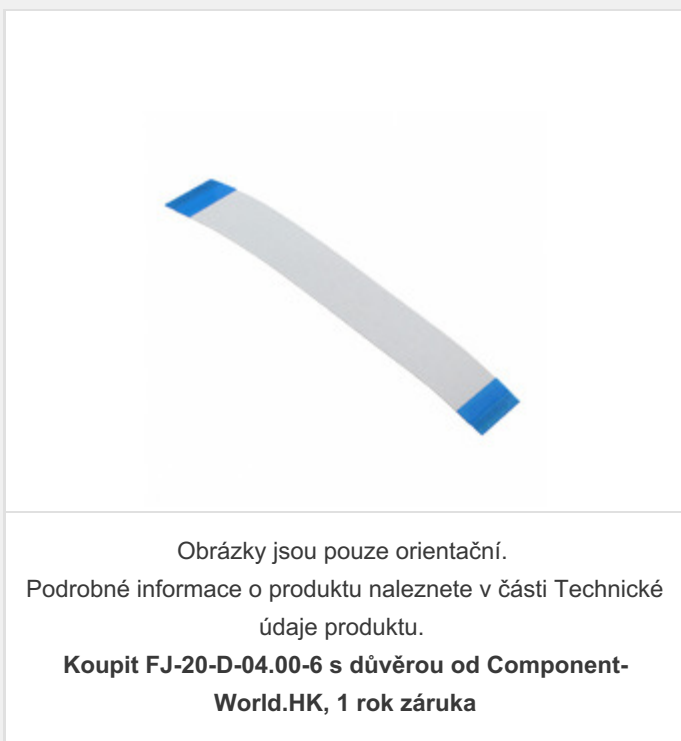 Obrázky jsou pouze orientační.
Podrobné informace o produktu naleznete v části Technické
údaje produktu.
Koupit FJ-20-D-04.00-6 s důvěrou od Component-
World.HK, 1 rok záruka